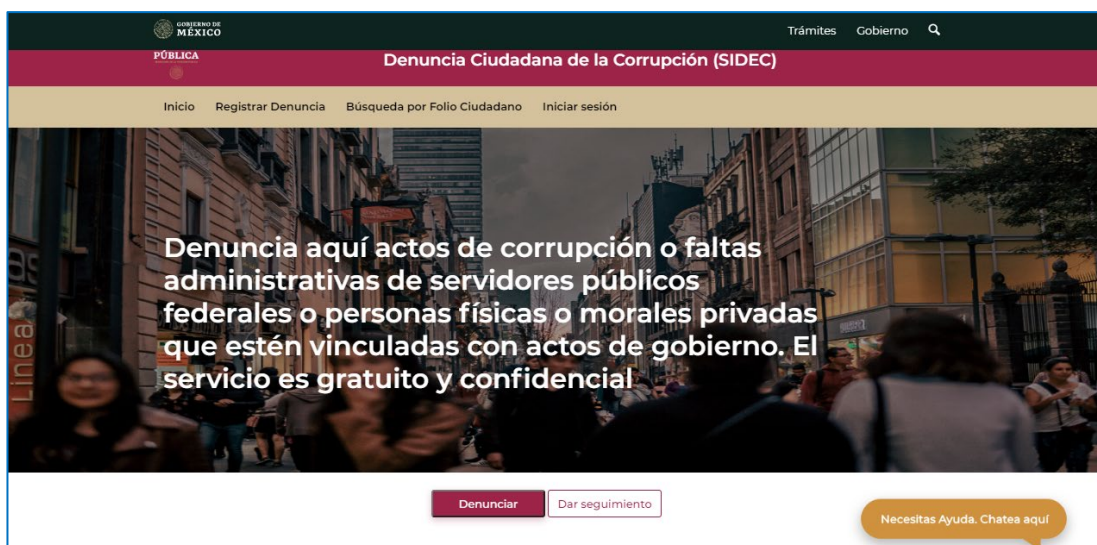 GOBIERNO DE
MÉXICO
Trámites Gobierno
PÚBLICA
Denuncia Ciudadana de la Corrupción (SIDEC)
Inicio Registrar Denuncia Búsqueda por Folio Ciudadano Iniciar sesión
Denuncia aquí actos de corrupción o faltas
administrativas de servidores públicos
federales o personas físicas o morales privadas
que estén vinculadas con actos de gobierno. El
servicio es gratuito y confidencial
Linea
Denunciar Dar seguimiento
Necesitas Ayuda. Chatea aquí